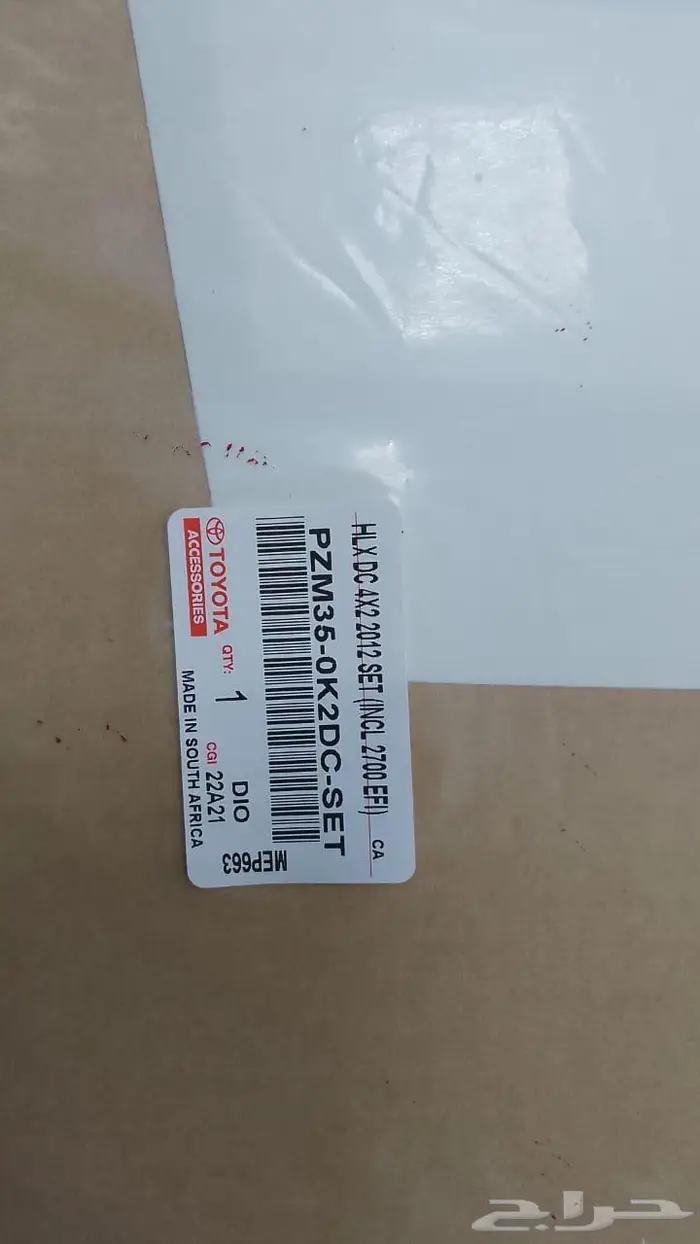 HLX DC 4X2 2012 SET (INCL 2700 EFI) CA
PZM35-0K2DC-SET
MEP663
TOYOTA
ACCESSORIES
QTY: 1
DIO
CGI 22A21
MADE IN SOUTH AFRICA
حراج